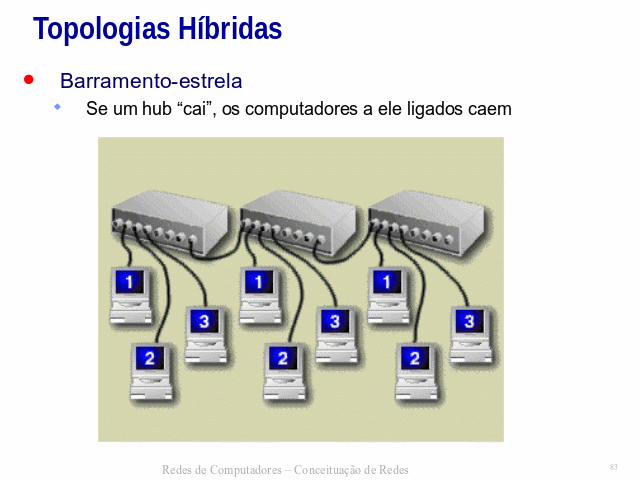 Topologias Híbridas
Barramento-estrela
Se um hub “cai”, os computadores a ele ligados caem
1
1
1
3
3
3
2
2
2
Redes de Computadores – Conceituação de Redes
83